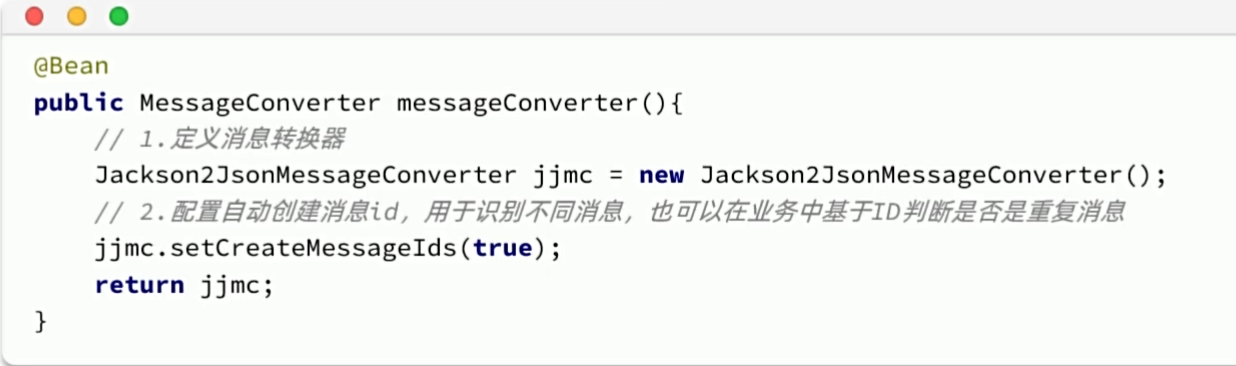 @Bean
public MessageConverter messageConverter(){
    // 1.定义消息转换器
    Jackson2JsonMessageConverter jjmc = new Jackson2JsonMessageConverter();
    // 2.配置自动创建消息id，用于识别不同消息，也可以在业务中基于ID判断是否是重复消息
    jjmc.setCreateMessageIds(true);
    return jjmc;
}